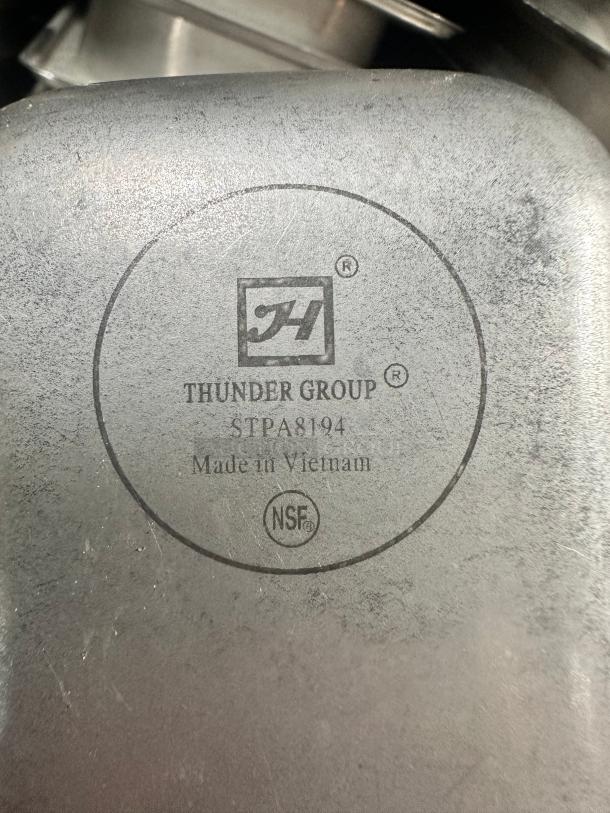 ®
TH
THUNDER GROUP ®
STPA8194
Made in Vietnam
NSF®